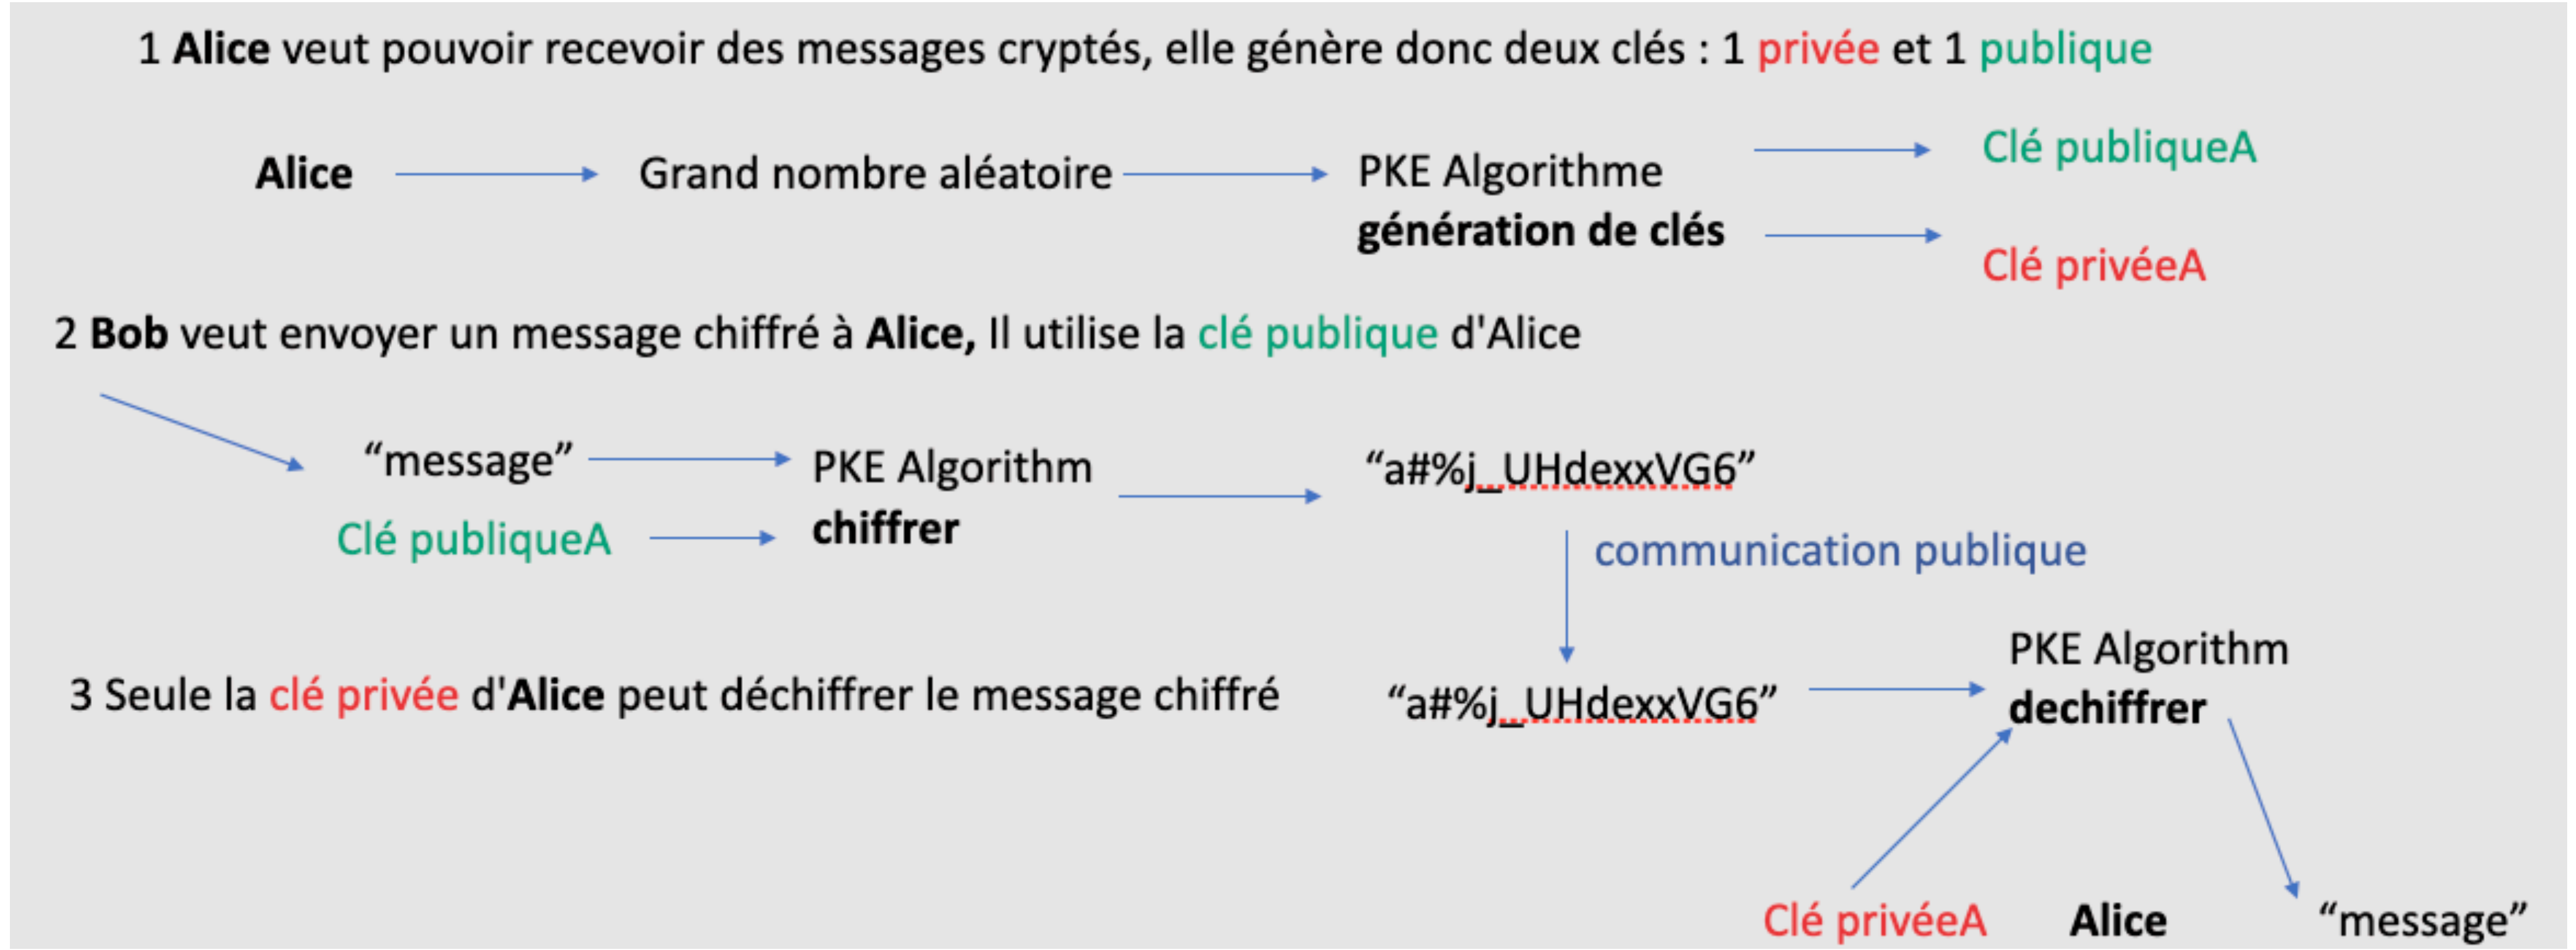 1 Alice veut pouvoir recevoir des messages cryptés, elle génère donc deux clés : 1 privée et 1 publique
Alice
Grand nombre aléatoire
PKE Algorithme
génération de clés
Clé publiqueA
Clé privéeA
2 Bob veut envoyer un message chiffré à Alice, Il utilise la clé publique d'Alice
“message”
Clé publiqueA
PKE Algorithm
chiffrer
“a#%j_UHdexxVG6”
communication publique
3 Seule la clé privée d'Alice peut déchiffrer le message chiffré
“a#%j_UHdexxVG6”
PKE Algorithm
dechiffrer
Clé privéeA
Alice
“message”